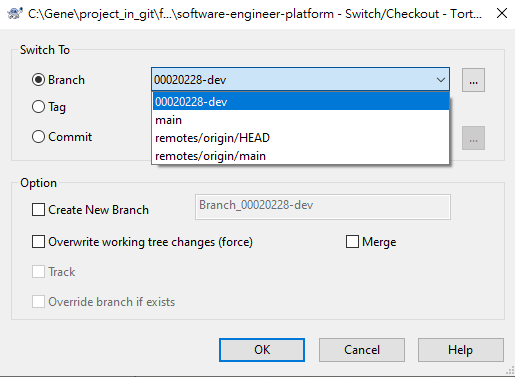 C:\Gene\project_in_git\f...\software-engineer-platform - Switch/Checkout - Tort...
Switch To
Branch
00020228-dev
...
00020228-dev
Tag
main
Commit
remotes/origin/HEAD
...
remotes/origin/main
Option
Create New Branch
Branch_00020228-dev
Overwrite working tree changes (force)
Merge
Track
Override branch if exists
OK
Cancel
Help